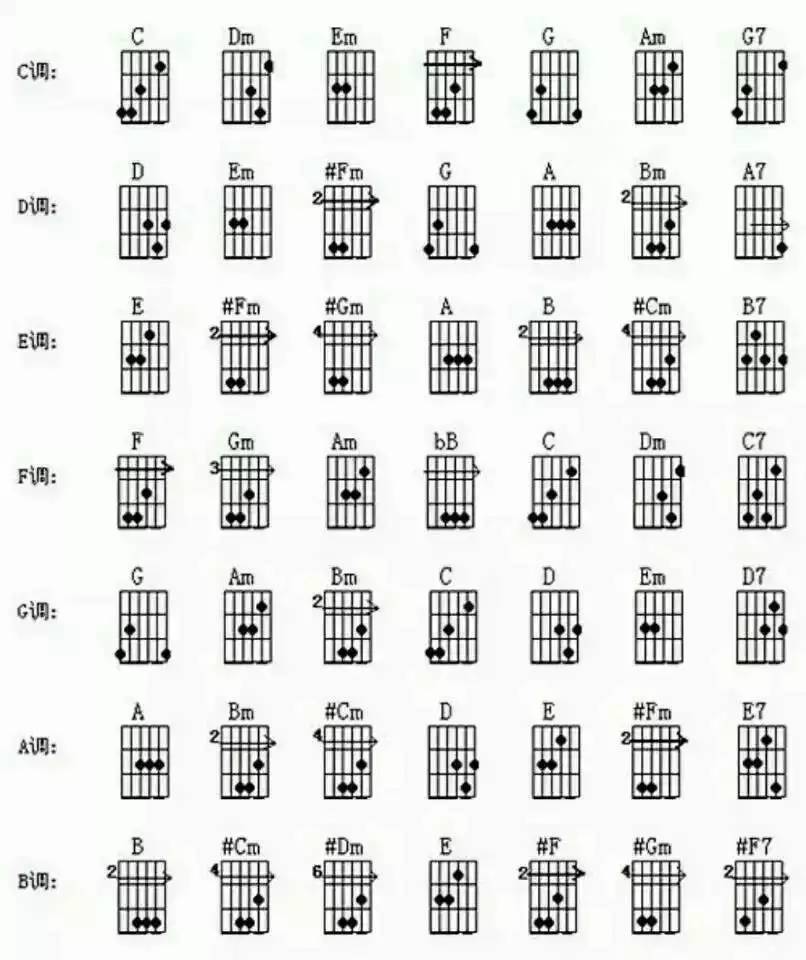 C Dm Em F G Am G7
C调:
D Em #Fm G A Bm A7
D调: 2 2
E #Fm #Gm A B #Cm B7
E调: 2 4 2 4
F Gm Am bB C Dm C7
F调: 3
G Am Bm C D Em D7
G调: 2
A Bm #Cm D E #Fm E7
A调: 2 4 2
B #Cm #Dm E #F #Gm #F7
B调: 2 4 6 2 4 2